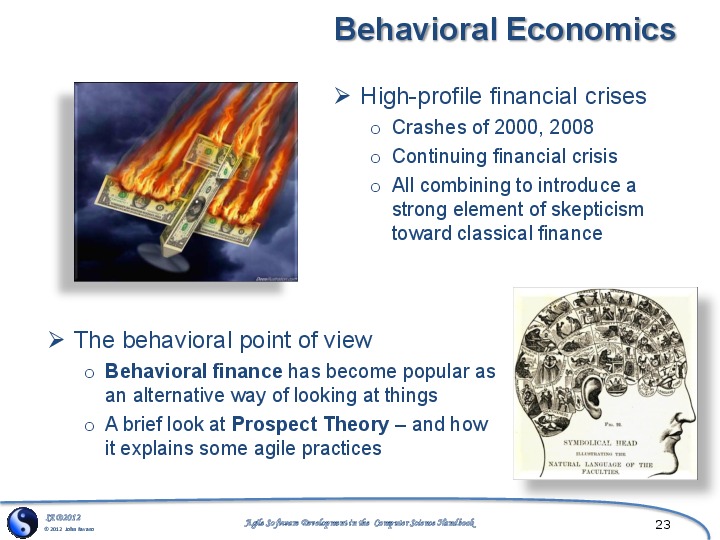 Behavioral Economics
➢ High-profile financial crises
o Crashes of 2000, 2008
o Continuing financial crisis
o All combining to introduce a
strong element of skepticism
toward classical finance
➢ The behavioral point of view
o Behavioral finance has become popular as
an alternative way of looking at things
o A brief look at Prospect Theory – and how
it explains some agile practices
SYMBOLICAL HEAD
ILLUSTRATING THE
NATURAL LANGUAGE OF THE
FACULTIES.
© 2012 John Favaro
Agile Software Development in the Computer Science Handbook
23